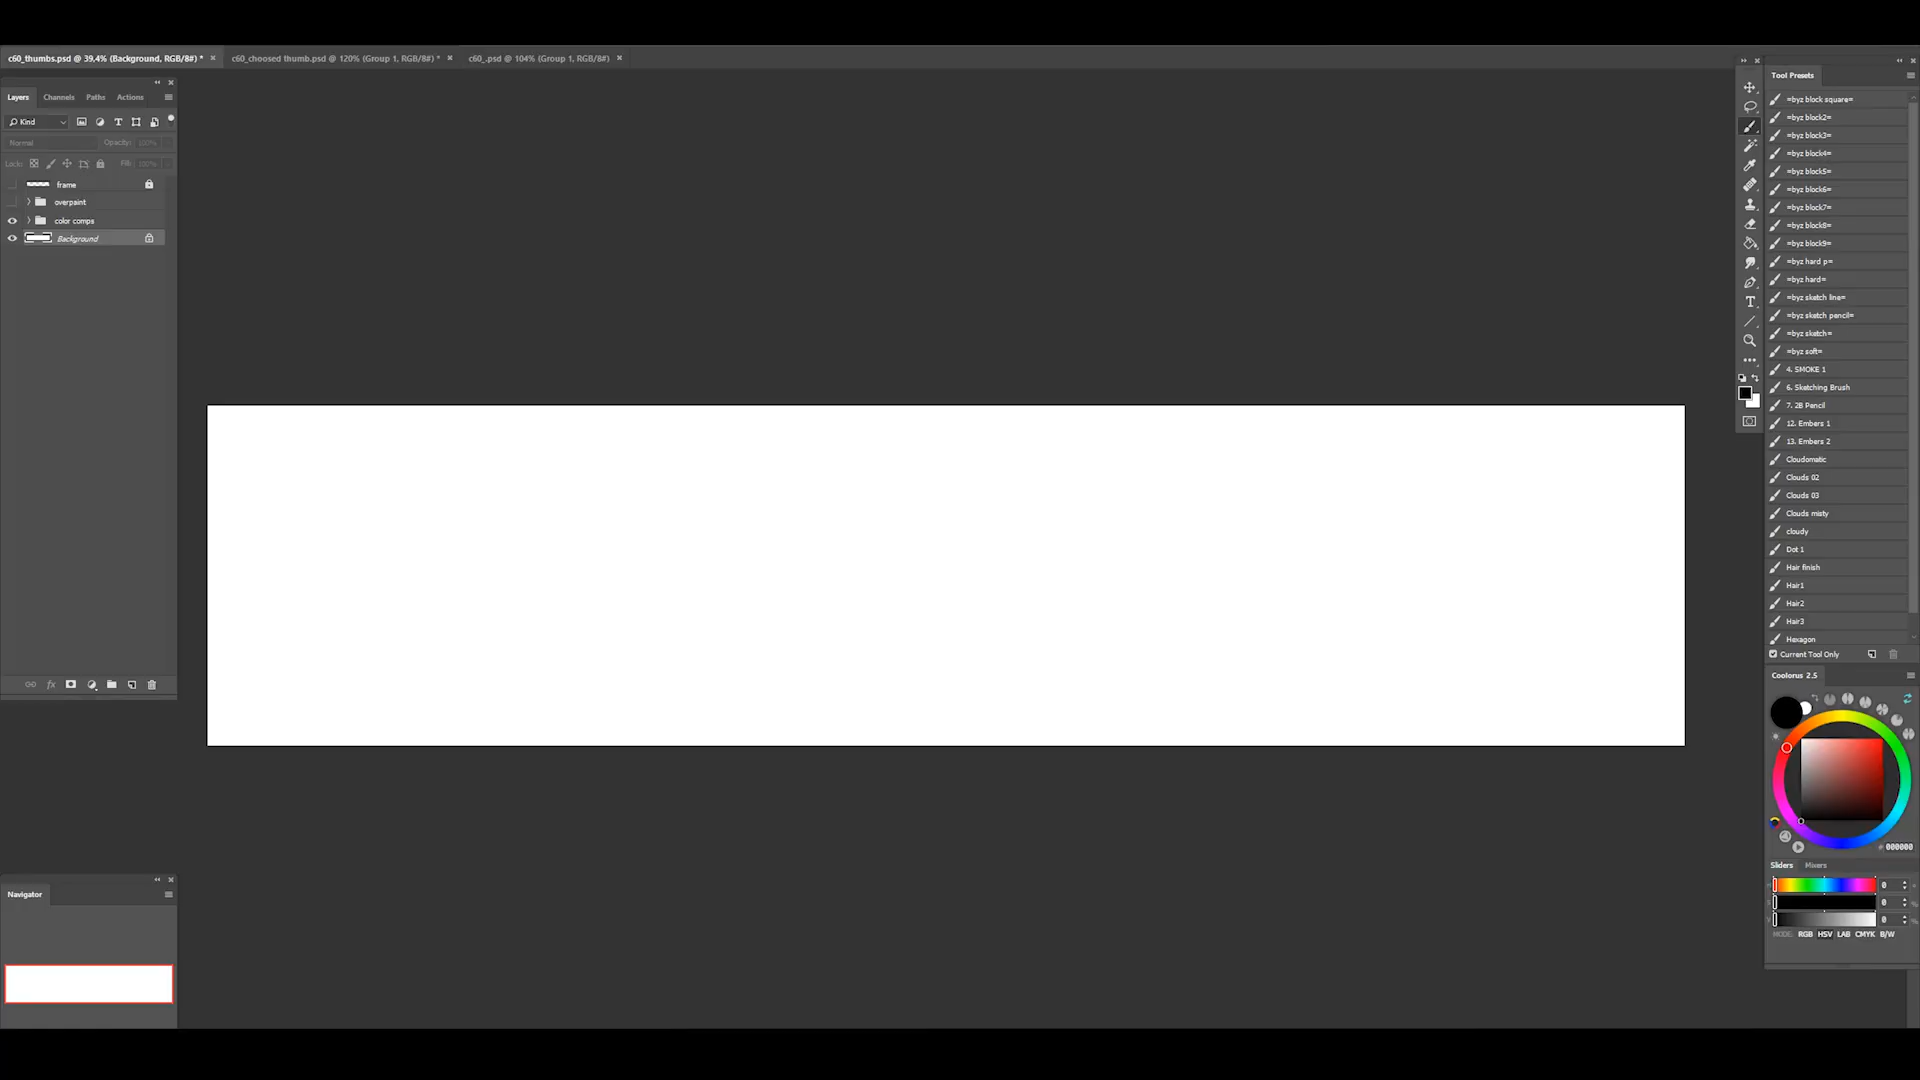 c60_thumbs.psd @ 39,4% (Background, RGB/8#) *
c60_choosed thumb.psd @ 120% (Group 1, RGB/8#) *
c60_.psd @ 104% (Group 1, RGB/8#)
Layers Channels Paths Actions
Kind
Normal Opacity: 100%
Lock: Fill: 100%
frame
overpaint
color comps
Background
Navigator
Tool Presets
=byz block square=
=byz block2=
=byz block3=
=byz block4=
=byz block5=
=byz block6=
=byz block7=
=byz block8=
=byz block9=
=byz hard p=
=byz hard=
=byz sketch line=
=byz sketch pencil=
=byz sketch=
=byz soft=
4. SMOKE 1
6. Sketching Brush
7. 2B Pencil
12. Embers 1
13. Embers 2
Cloudomatic
Clouds 02
Clouds 03
Clouds misty
cloudy
Dot 1
Hair finish
Hair1
Hair2
Hair3
Hexagon
Current Tool Only
Coolorus 2.5
# 000000
Sliders Mixers
0
0
0
MODE: RGB HSV LAB CMYK B/W